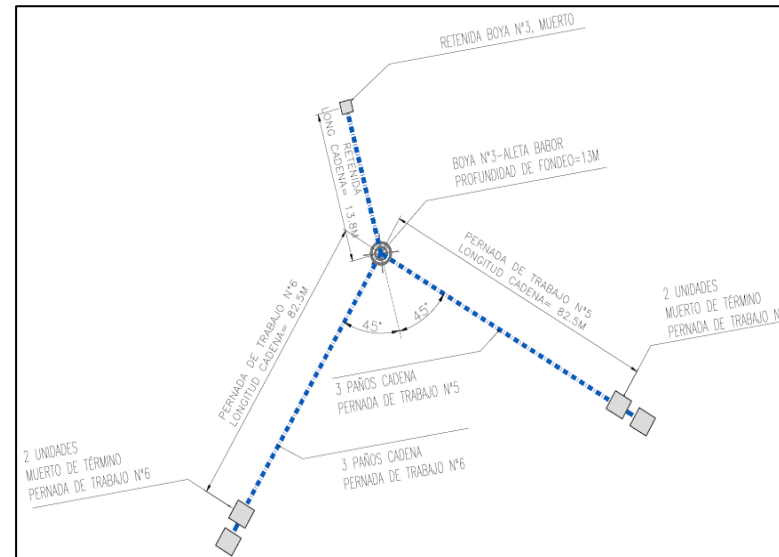 RETENIDA BOYA N°3, MUERTO
RETENIDA
LONG CADENA= 13.8M
BOYA N°3-ALETA BABOR
PROFUNDIDAD DE FONDEO=13M
PERNADA DE TRABAJO N°6
LONGITUD CADENA= 82.5M
PERNADA DE TRABAJO N°5
LONGITUD CADENA= 82.5M
45°
45°
2 UNIDADES
MUERTO DE TÉRMINO
PERNADA DE TRABAJO N
3 PAÑOS CADENA
PERNADA DE TRABAJO N°5
3 PAÑOS CADENA
PERNADA DE TRABAJO N°6
2 UNIDADES
MUERTO DE TÉRMINO
PERNADA DE TRABAJO N°6